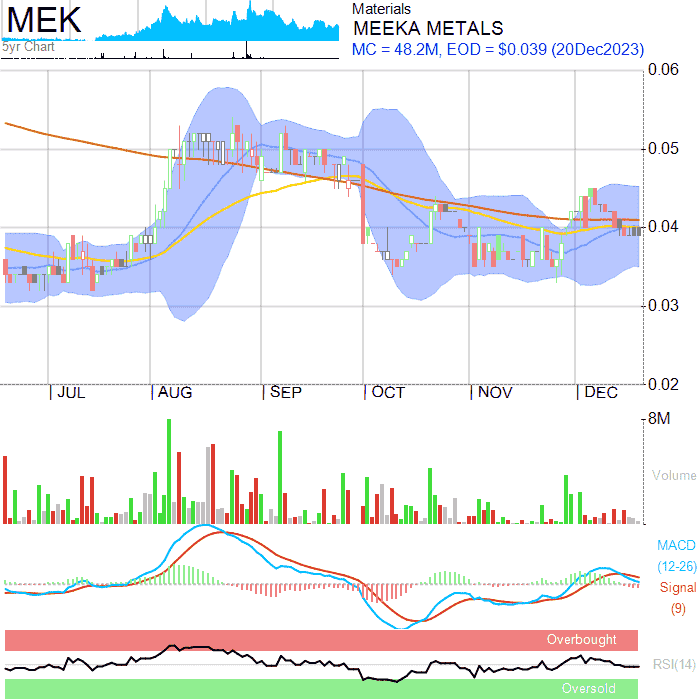 MEK
5yr Chart
Materials
MEEKA METALS
MC = 48.2M, EOD = $0.039 (20Dec2023)
0.06
0.05
0.04
0.03
0.02
JUL AUG SEP OCT NOV DEC
8M
Volume
MACD
(12-26)
Signal
(9)
Overbought
RSI(14)
Oversold